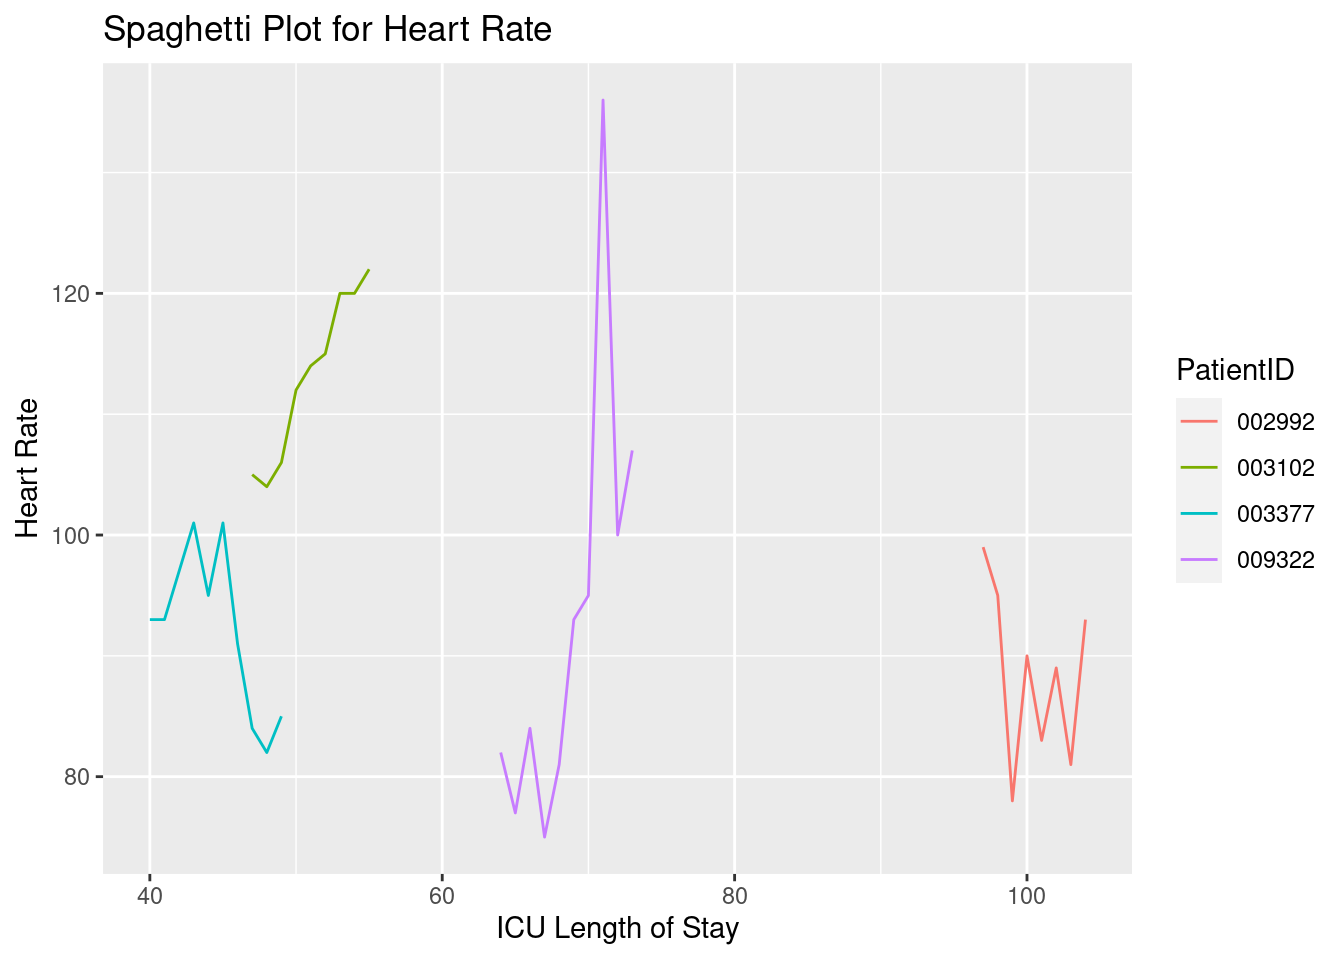 Spaghetti Plot for Heart Rate
120
100
80
Heart Rate
40 60 80 100
ICU Length of Stay
PatientID
002992
003102
003377
009322